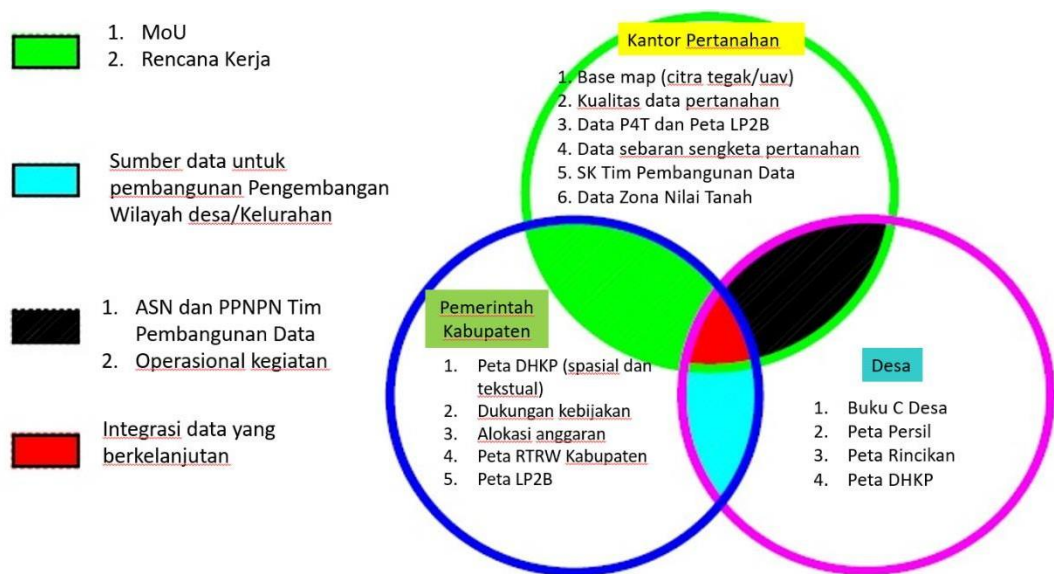 1. MoU
2. Rencana Kerja
Sumber data untuk
pembangunan Pengembangan
Wilayah desa/Kelurahan
1. ASN dan PPNPN Tim
Pembangunan Data
2. Operasional kegiatan
Integrasi data yang
berkelanjutan
Kantor Pertanahan
1. Base map (citra tegak/uav)
2. Kualitas data pertanahan
3. Data P4T dan Peta LP2B
4. Data sebaran sengketa pertanahan
5. SK Tim Pembangunan Data
6. Data Zona Nilai Tanah
Pemerintah
Kabupaten
1. Peta DHKP (spasial dan
tekstual)
2. Dukungan kebijakan
3. Alokasi anggaran
4. Peta RTRW Kabupaten
5. Peta LP2B
Desa
1. Buku C Desa
2. Peta Persil
3. Peta Rincikan
4. Peta DHKP